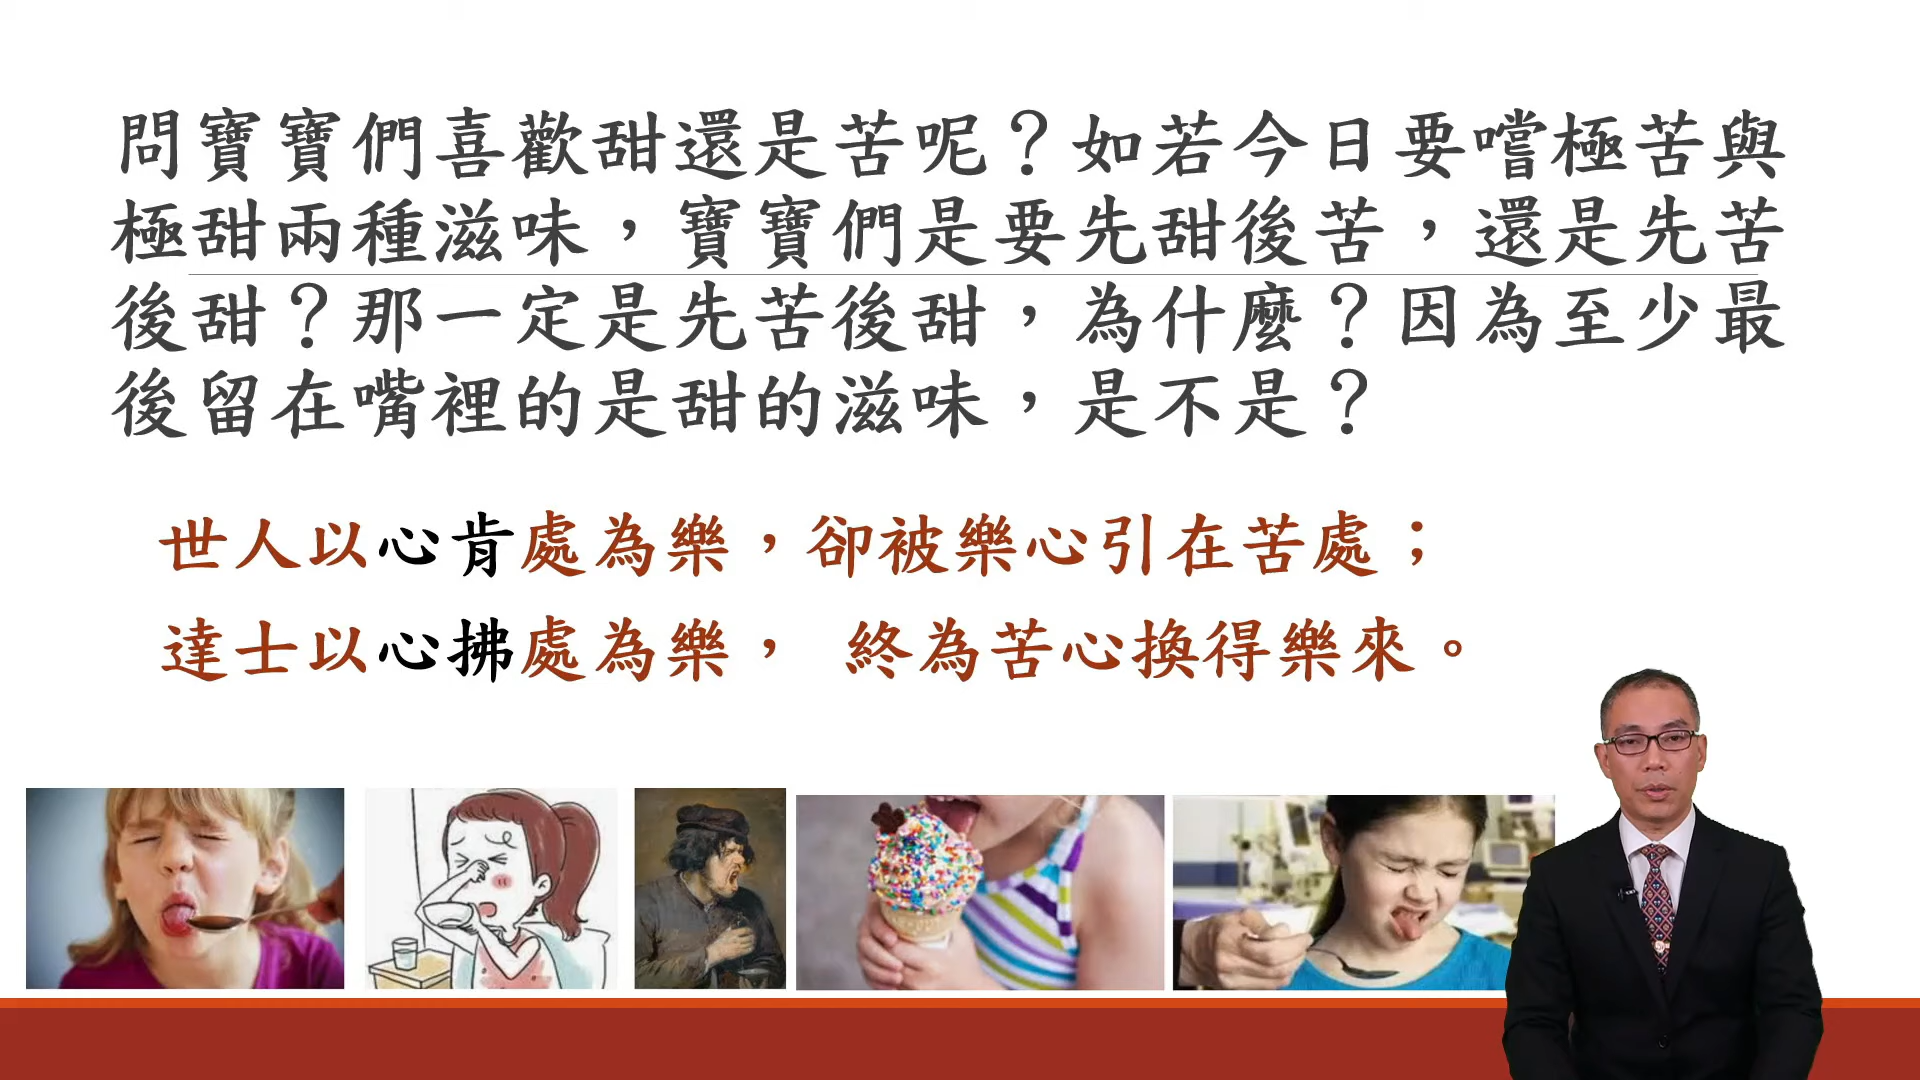 問寶寶們喜歡甜還是苦呢？如若今日要嚐極苦與
極甜兩種滋味，寶寶們是要先甜後苦，還是先苦
後甜？那一定是先苦後甜，為什麼？因為至少最
後留在嘴裡的是甜的滋味，是不是？
世人以心肯處為樂，卻被樂心引在苦處；
達士以心拂處為樂， 終為苦心換得樂來。